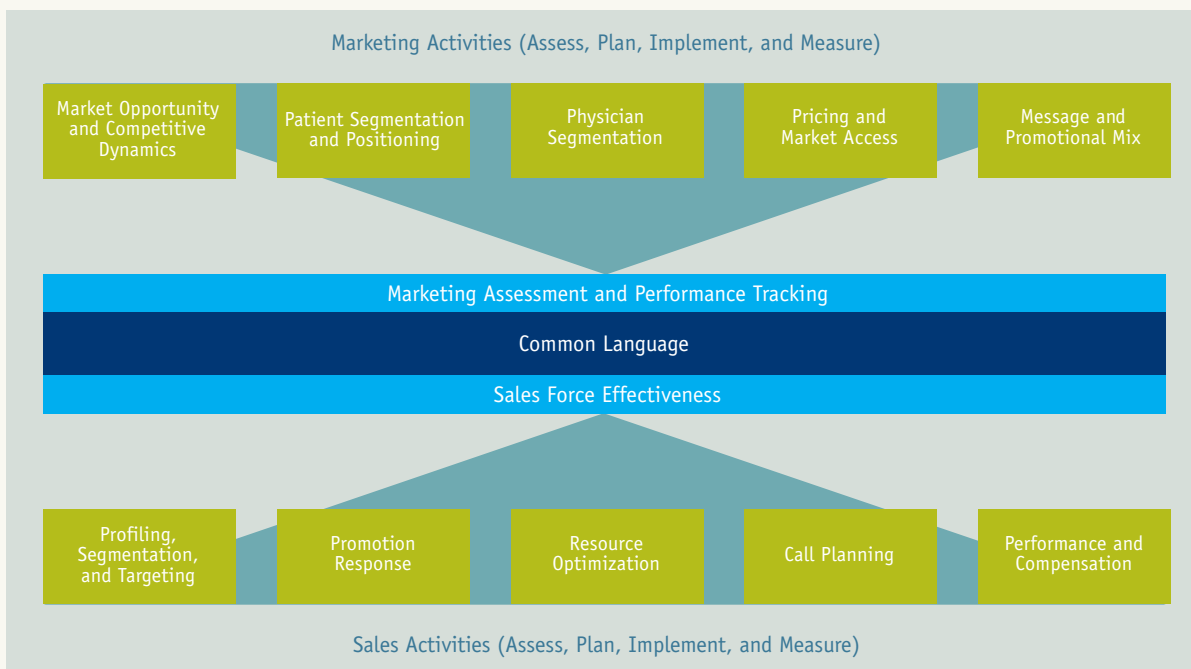 Marketing Activities (Assess, Plan, Implement, and Measure)
Market Opportunity
and Competitive
Dynamics
Patient Segmentation
and Positioning
Physician
Segmentation
Pricing and
Market Access
Message and
Promotional Mix
Marketing Assessment and Performance Tracking
Common Language
Sales Force Effectiveness
Profiling,
Segmentation,
and Targeting
Promotion
Response
Resource
Optimization
Call Planning
Performance and
Compensation
Sales Activities (Assess, Plan, Implement, and Measure)